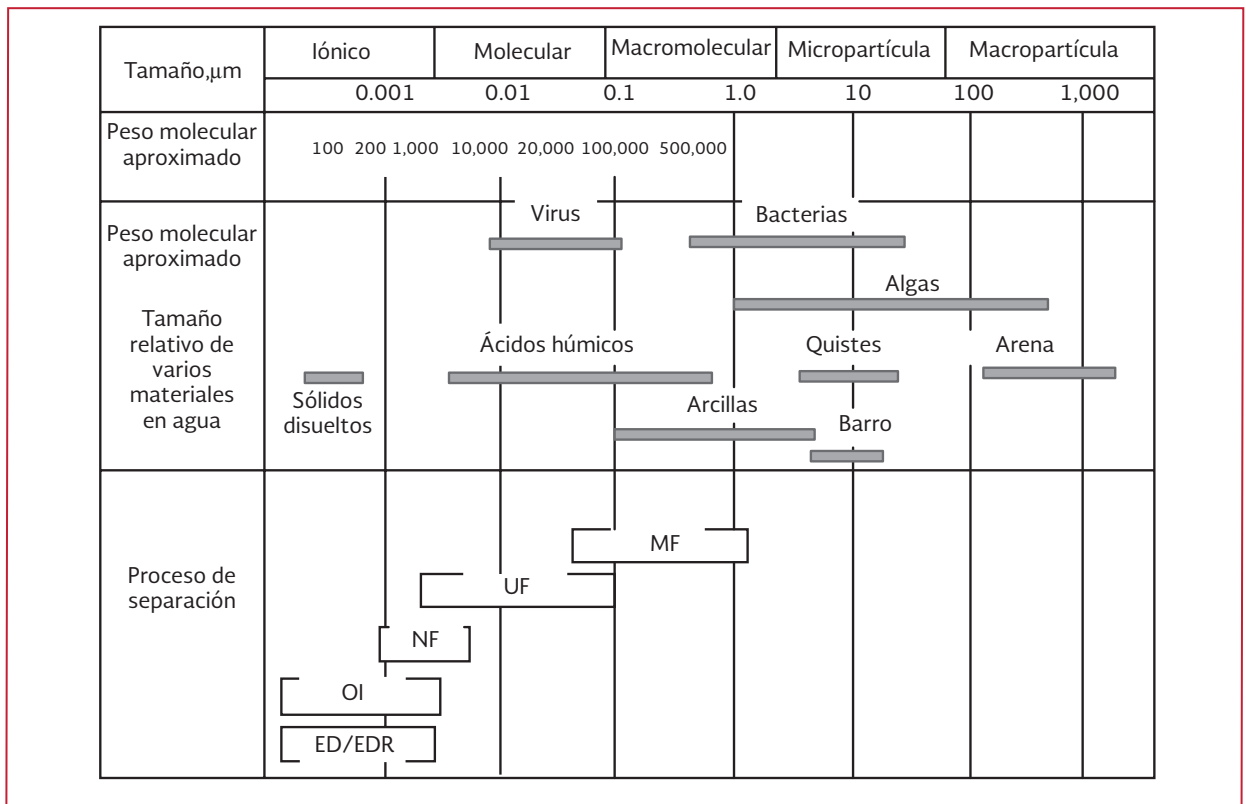 Tamaño,μm
Iónico
Molecular
Macromolecular
Micropartícula
Macropartícula
0.001
0.01
0.1
1.0
10
100
1,000
Peso molecular
aproximado
100 200 1,000 10,000 20,000 100,000 500,000
Peso molecular
aproximado
Tamaño
relativo de
varios
materiales
en agua
Virus
Bacterias
Algas
Ácidos húmicos
Quistes
Arena
Sólidos
disueltos
Arcillas
Barro
Proceso de
separación
MF
UF
NF
OI
ED/EDR